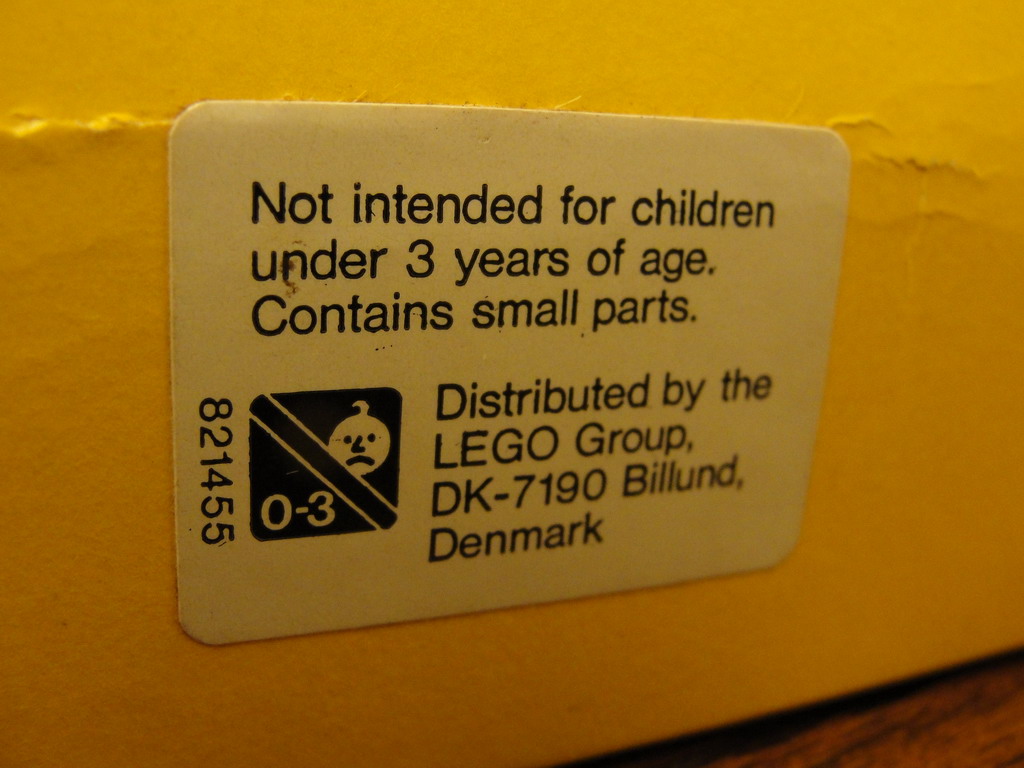 Not intended for children
under 3 years of age.
Contains small parts.
821455
0-3
Distributed by the
LEGO Group,
DK-7190 Billund,
Denmark